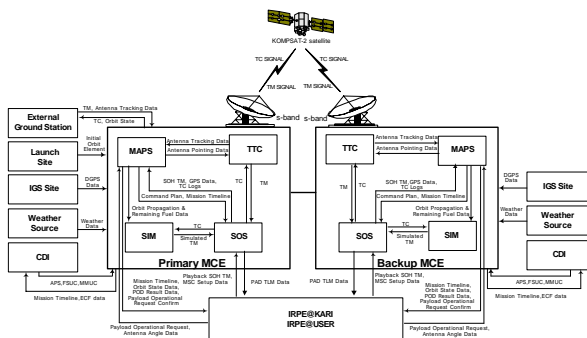 KOMPSAT-2 satellite
TC SIGNAL
TM SIGNAL
TC SIGNAL
TM SIGNAL
s-band
s-band
External
Ground Station
TM, Antenna Tracking Data
TC, Orbit State
Launch
Site
Initial
Orbit
Element
IGS Site
DGPS
Data
Weather
Source
Weather
Data
CDI
APS,FSUC,MMUC
Mission Timeline,ECF data
MAPS
Antenna Tracking Data
Antenna Pointing Data
TTC
SOH TM, GPS Data,
TC Logs
Command Plan, Mission Timeline
TC
TM
Orbit Propagation &
Remaining Fuel Data
SIM
TC
Simulated
TM
SOS
Primary MCE
TTC
Antenna Tracking Data
Antenna Pointing Data
MAPS
TM
TC
SOH TM,GPS Data,
TC Logs
Command Plan, Mission Timeline
Orbit Propagation &
Remaining Fuel Data
SOS
TC
Simulated
TM
SIM
Backup MCE
DGPS
Data
IGS Site
Weather
Data
Weather
Source
CDI
APS,FSUC,MMUC
Mission Timeline,ECF data
Mission Timeline,
Orbit State Data,
POD Result Data,
Payload Operational
Request Confirm
Playback SOH TM,
MSC Setup Data
PAD TLM Data
Playback SOH TM,
MSC Setup Data
PAD TLM Data
Mission Timeline,
Orbit State Data,
POD Result Data,
Payload Operational
Request Confirm
Payload Operational Request,
Antenna Angle Data
IRPE@KARI
IRPE@USER
Payload Operational Request,
Antenna Angle Data